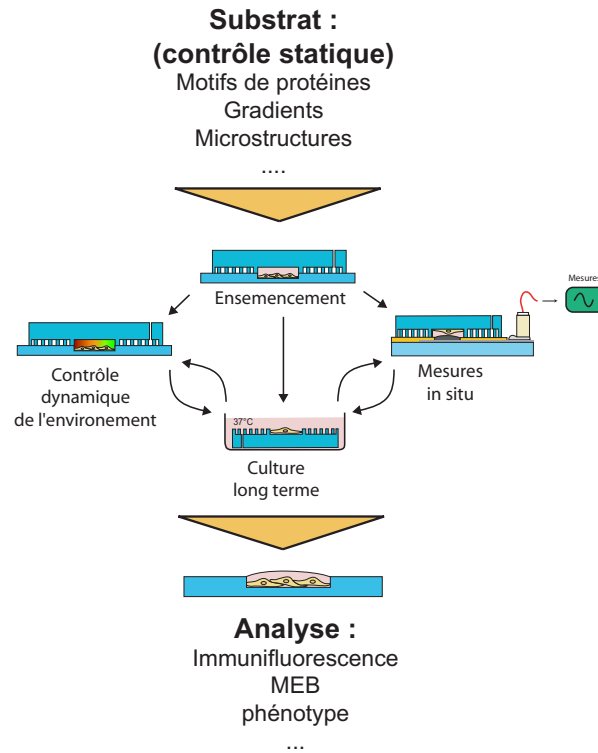 Substrat :
(contrôle statique)
Motifs de protéines
Gradients
Microstructures
....
Ensemencement
Mesures
Contrôle
dynamique
de l'environement
Mesures
in situ
37°C
Culture
long terme
Analyse :
Immunifluorescence
MEB
phénotype
...